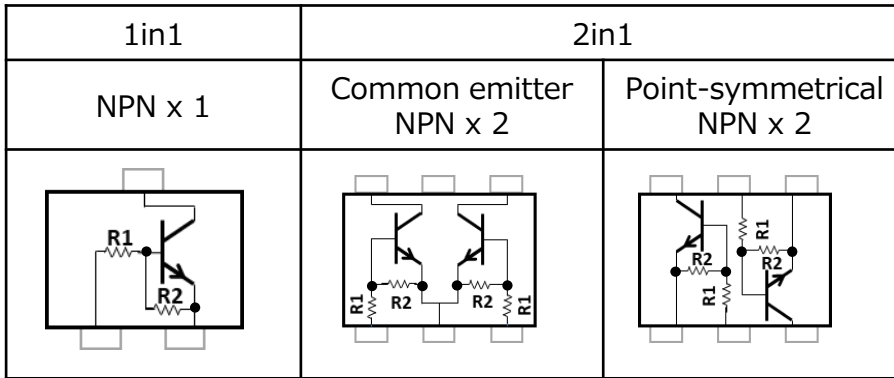 1in1
2in1
NPN x 1
Common emitter
NPN x 2
Point-symmetrical
NPN x 2
R1
R2
R1
R2
R2
R1
R2
R1
R1
R2